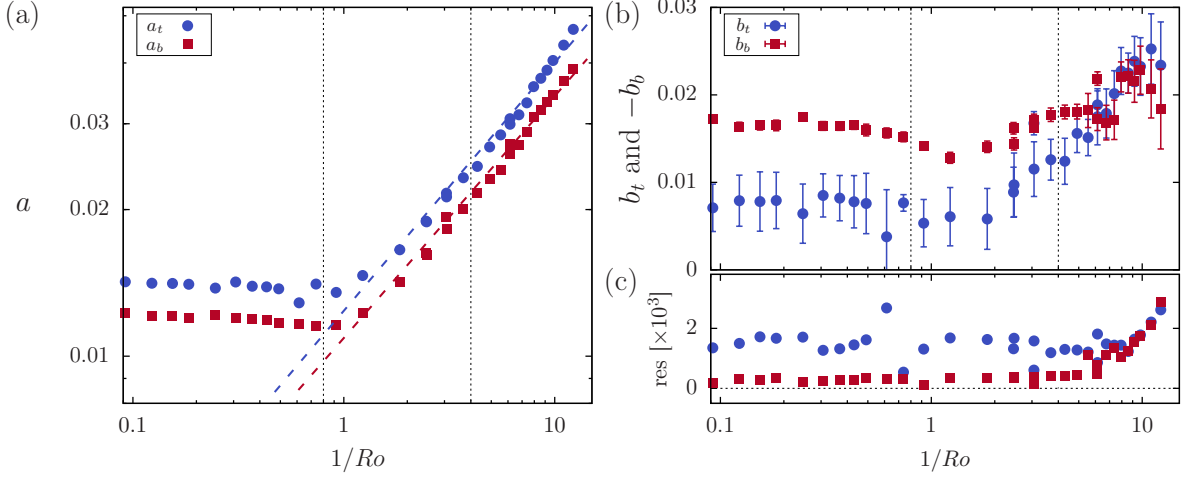 (a)
a_t
a_b
0.03
0.02
0.01
a
0.1
1
10
1/Ro
(b)
b_t
b_b
0.03
0.02
0.01
0
b_t and −b_b
(c)
2
0
res [×10³]
0.1
1
10
1/Ro